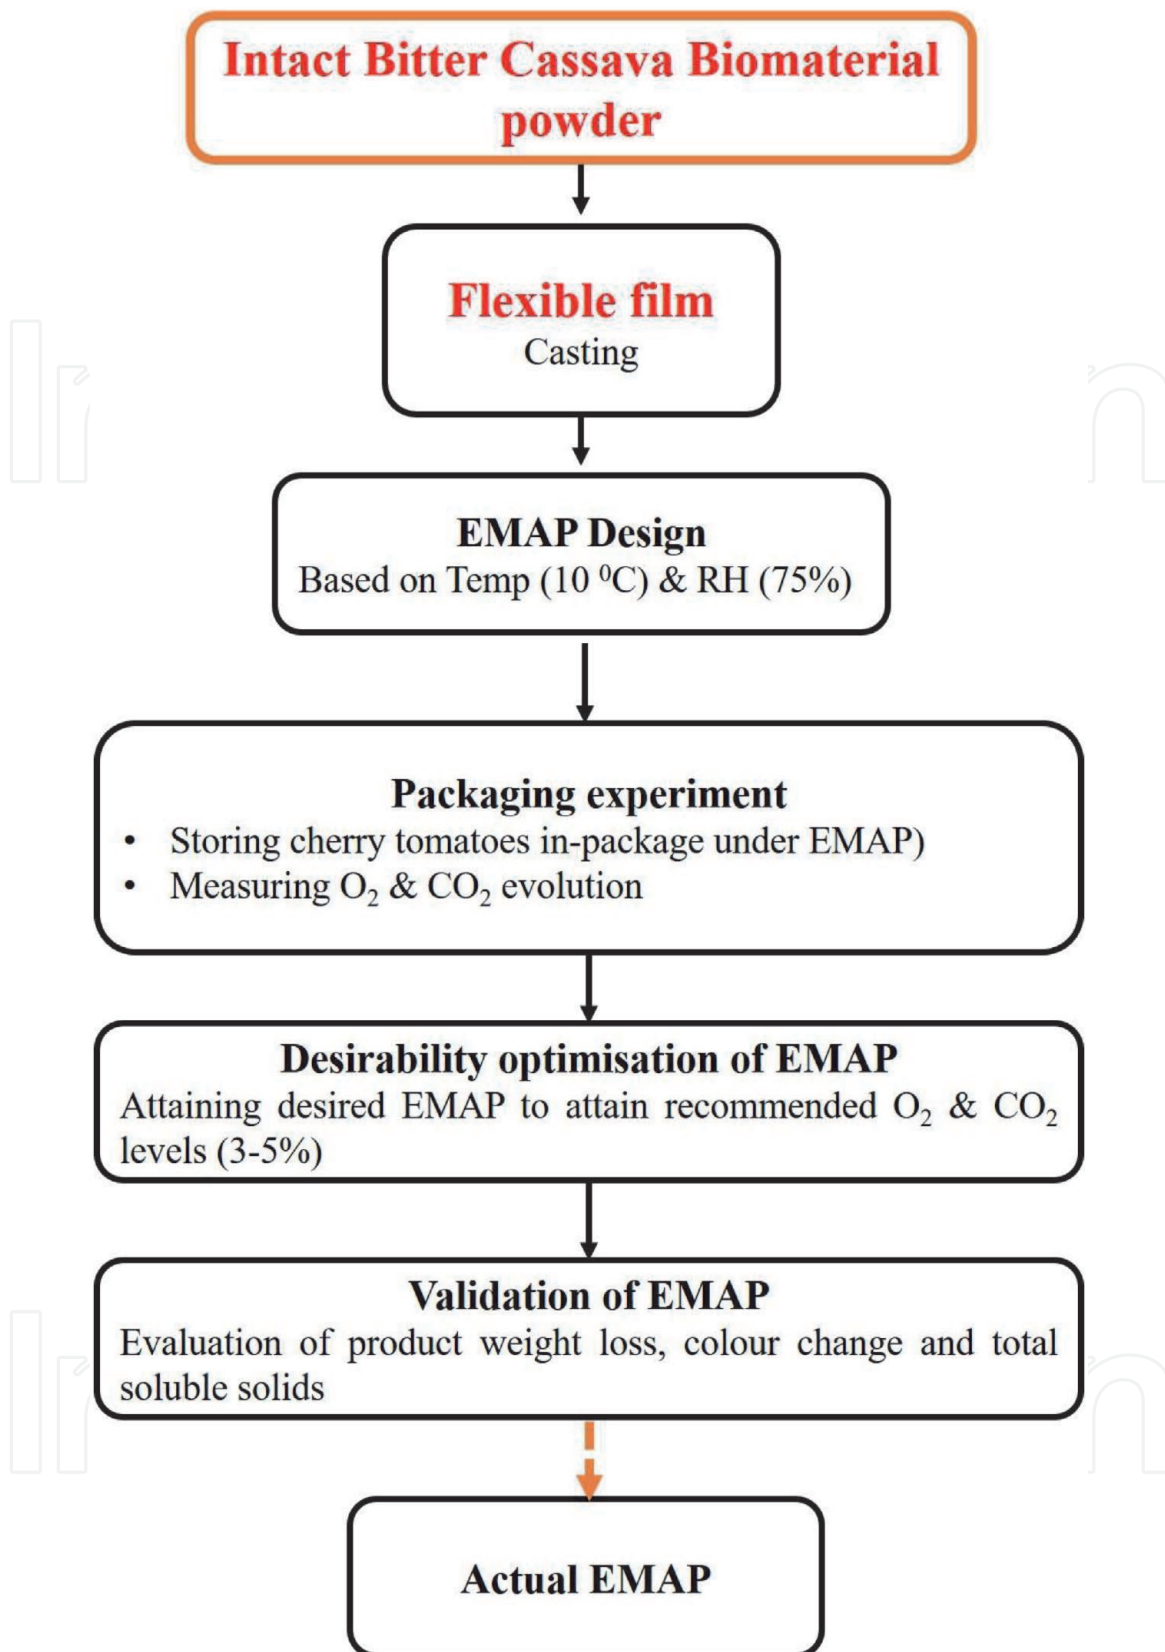 Intact Bitter Cassava Biomaterial
powder
Flexible film
Casting
EMAP Design
Based on Temp (10 ⁰C) & RH (75%)
Packaging experiment
• Storing cherry tomatoes in-package under EMAP)
• Measuring O₂ & CO₂ evolution
Desirability optimisation of EMAP
Attaining desired EMAP to attain recommended O₂ & CO₂
levels (3-5%)
Validation of EMAP
Evaluation of product weight loss, colour change and total
soluble solids
Actual EMAP